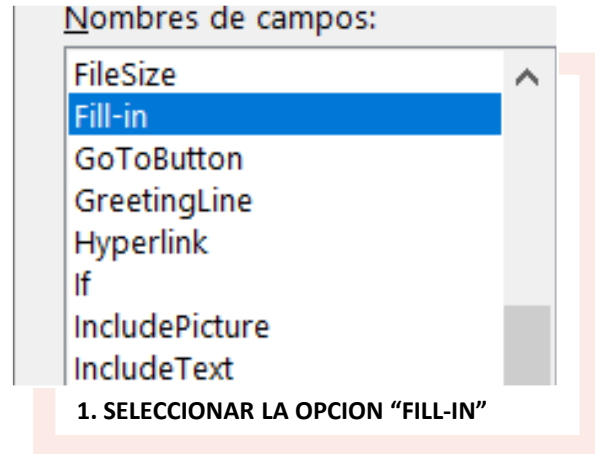 Nombres de campos:
FileSize
Fill-in
GoToButton
GreetingLine
Hyperlink
If
IncludePicture
IncludeText
1. SELECCIONAR LA OPCION “FILL-IN”